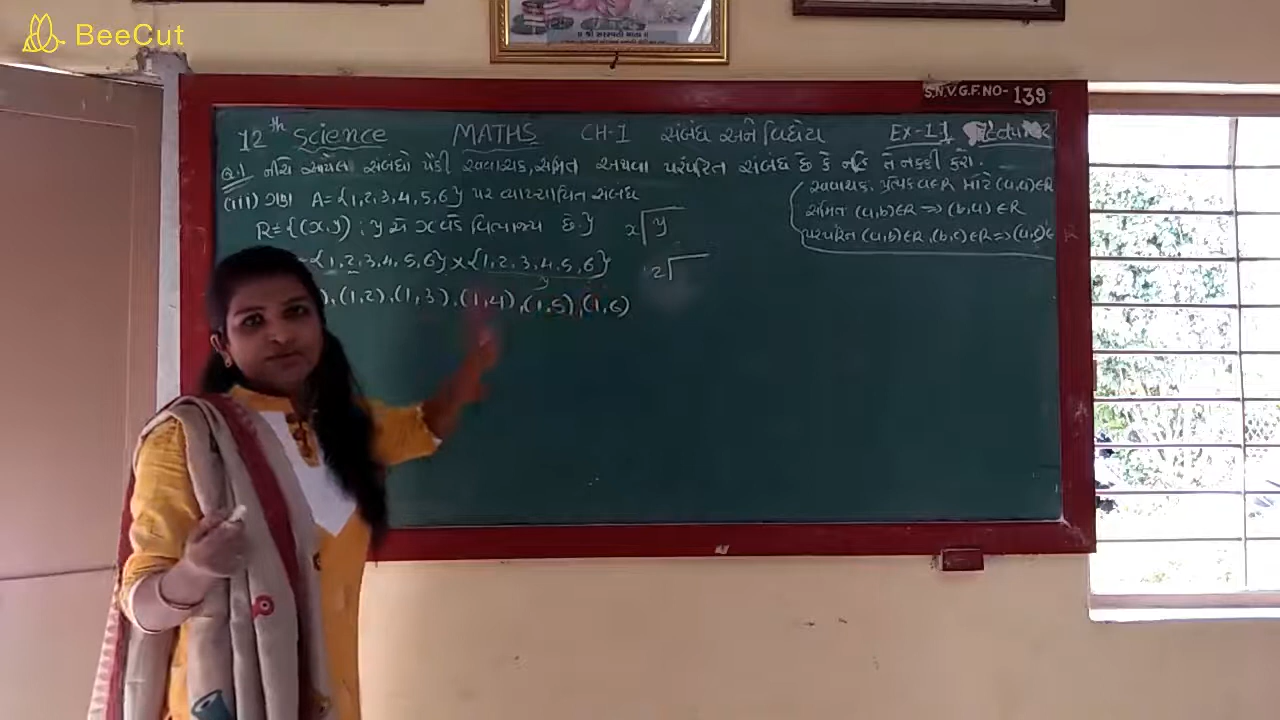 BeeCut
॥ श्री सरस्वती माता ॥
S.N.V.G.F.NO- 139
12th Science MATHS CH-1 સંબંધ અને વિધેય Ex-1.1
Q.1 નીચે આપેલા સંબંધો પૈકી સ્વવાચક, સંમિત અથવા પરંપરિત સંબંધ છે કે નહિ તે નક્કી કરો.
(iii) ગણ A={1,2,3,4,5,6} પર વ્યાખ્યાયિત સંબંધ
R={(x,y) : y એ x વડે વિભાજ્ય છે.} x y
{1,2,3,4,5,6} x {1,2,3,4,5,6} 2
y
,(1,2),(1,3),(1,4),(1,5),(1,6)
સ્વવાચક: પ્રત્યેક a∈R માટે (a,a)∈R
સંમિત: (a,b)∈R ⇒ (b,a) ∈R
પરંપરિત (a,b)∈R,(b,c)∈R⇒(a,c)∈R